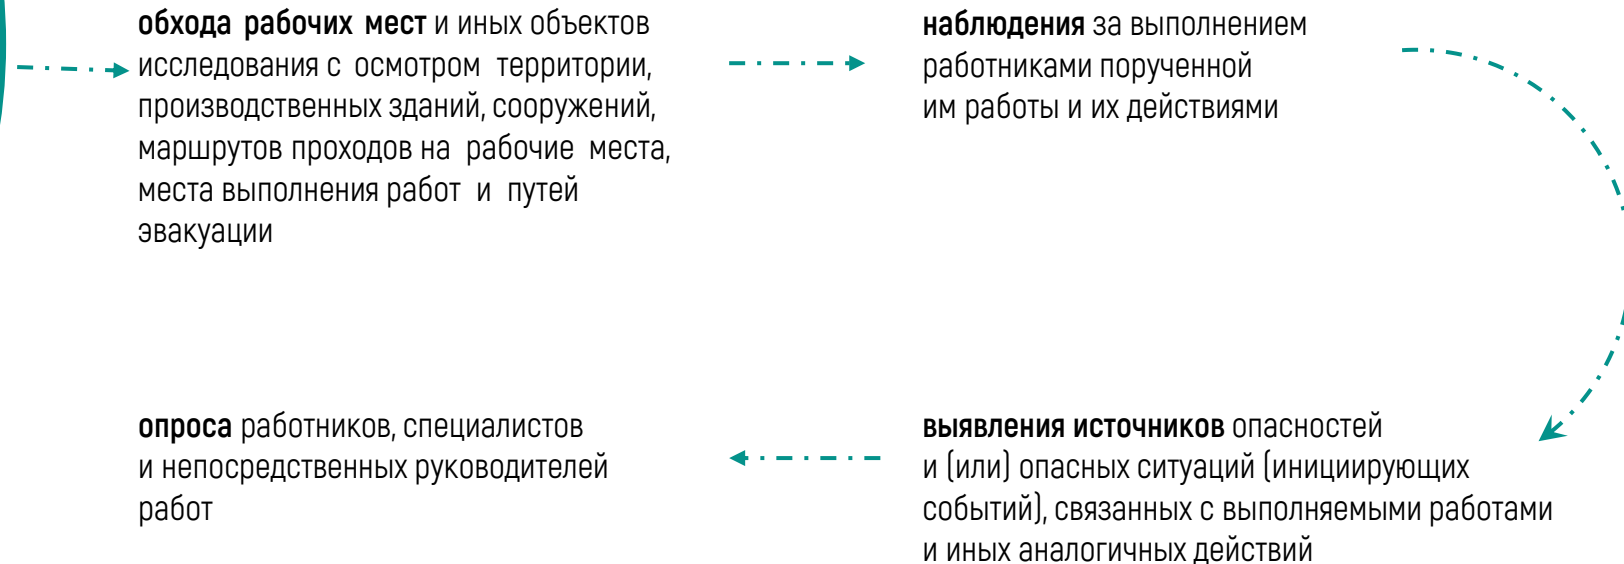 обхода рабочих мест и иных объектов
исследования с осмотром территории,
производственных зданий, сооружений,
маршрутов проходов на рабочие места,
места выполнения работ и путей
эвакуации
наблюдения за выполнением
работниками порученной
им работы и их действиями
выявления источников опасностей
и (или) опасных ситуаций (инициирующих
событий), связанных с выполняемыми работами
и иных аналогичных действий
опроса работников, специалистов
и непосредственных руководителей
работ